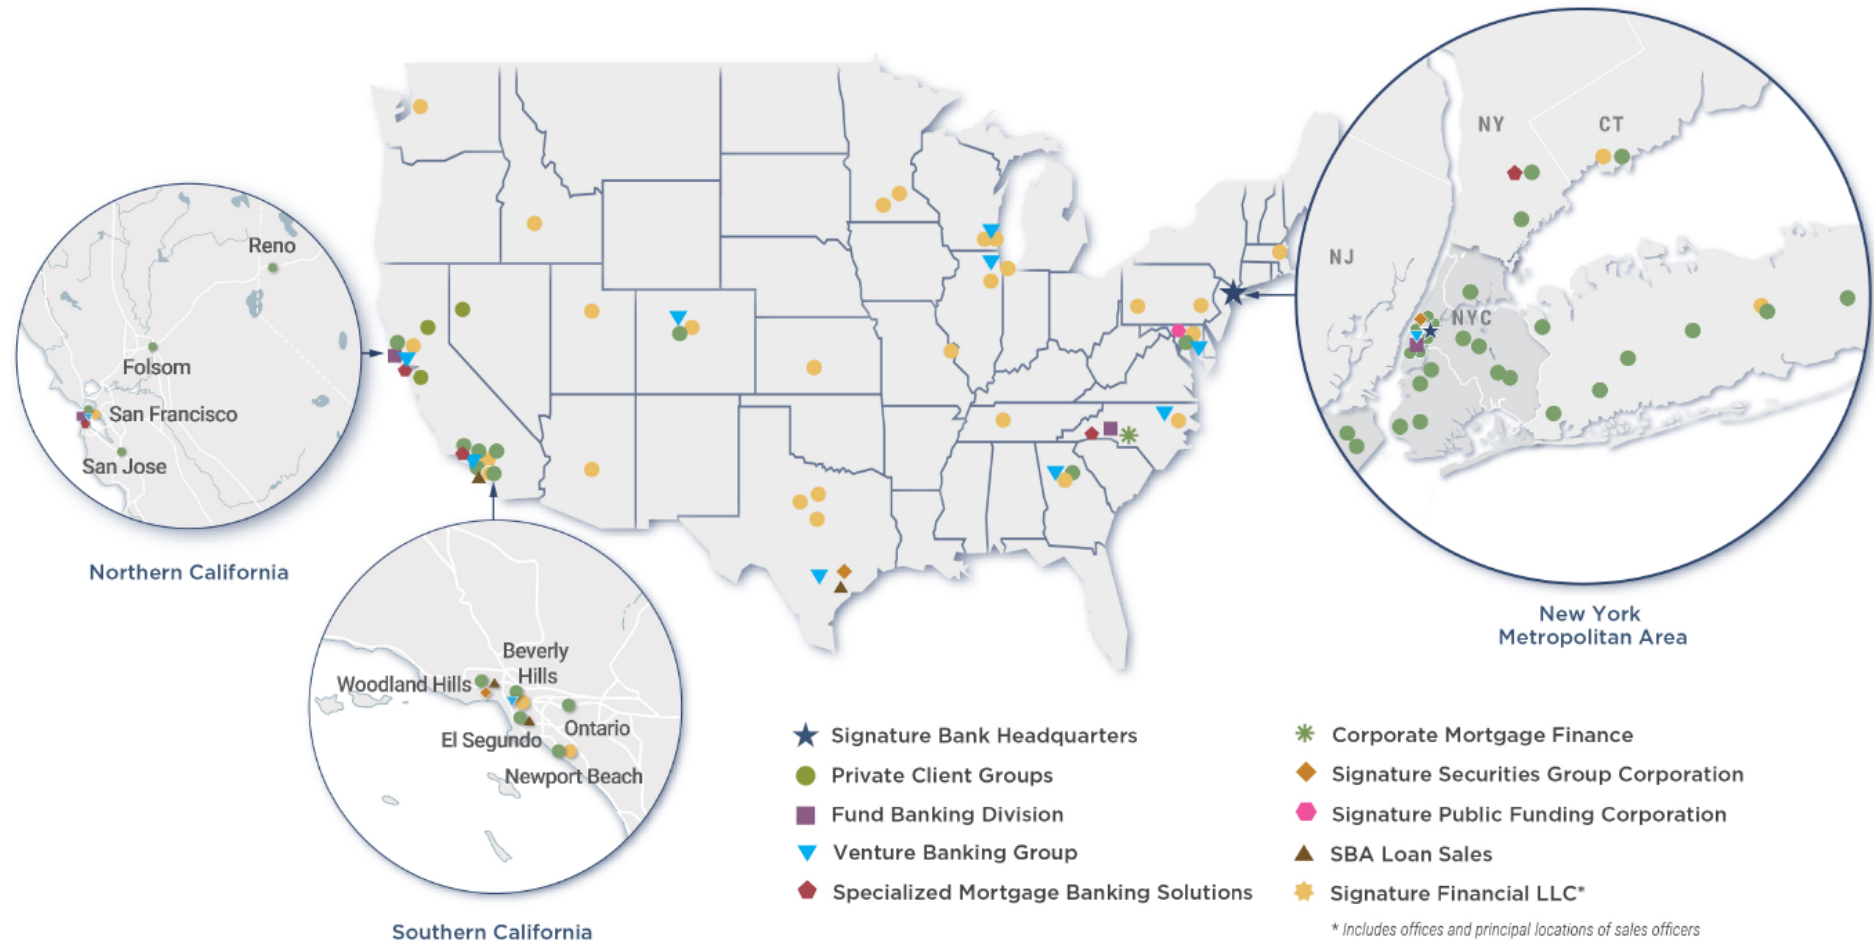 NY
CT
NJ
NYC
New York
Metropolitan Area
Reno
Folsom
San Francisco
San Jose
Northern California
Beverly
Hills
Woodland Hills
Ontario
El Segundo
Newport Beach
Southern California
Signature Bank Headquarters
Private Client Groups
Fund Banking Division
Venture Banking Group
Specialized Mortgage Banking Solutions
Corporate Mortgage Finance
Signature Securities Group Corporation
Signature Public Funding Corporation
SBA Loan Sales
Signature Financial LLC*
* Includes offices and principal locations of sales officers